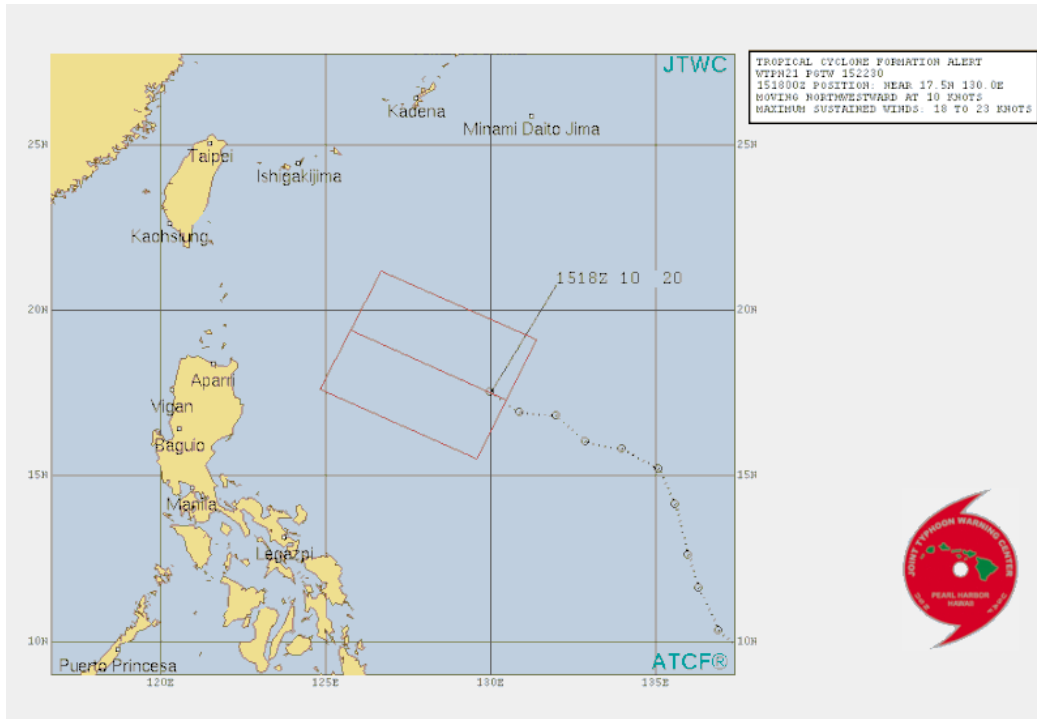 JTWC
TROPICAL CYCLONE FORMATION ALERT
WTPN21 PGTW 152230
151800Z POSITION: NEAR 17.5N 130.0E
MOVING NORTHWESTWARD AT 10 KNOTS
MAXIMUM SUSTAINED WINDS: 18 TO 23 KNOTS
Kadena
Minami Daito Jima
25N
25N
Taipei
Ishigakijima
Kaohsiung
1518Z 10 20
20N
20N
Aparri
Vigan
Baguio
15N
15N
Manila
Legazpi
JOINT TYPHOON WARNING CENTER
PEARL HARBOR
HAWAII
10N
10N
Puerto Princesa
ATCF®
120E
125E
130E
135E